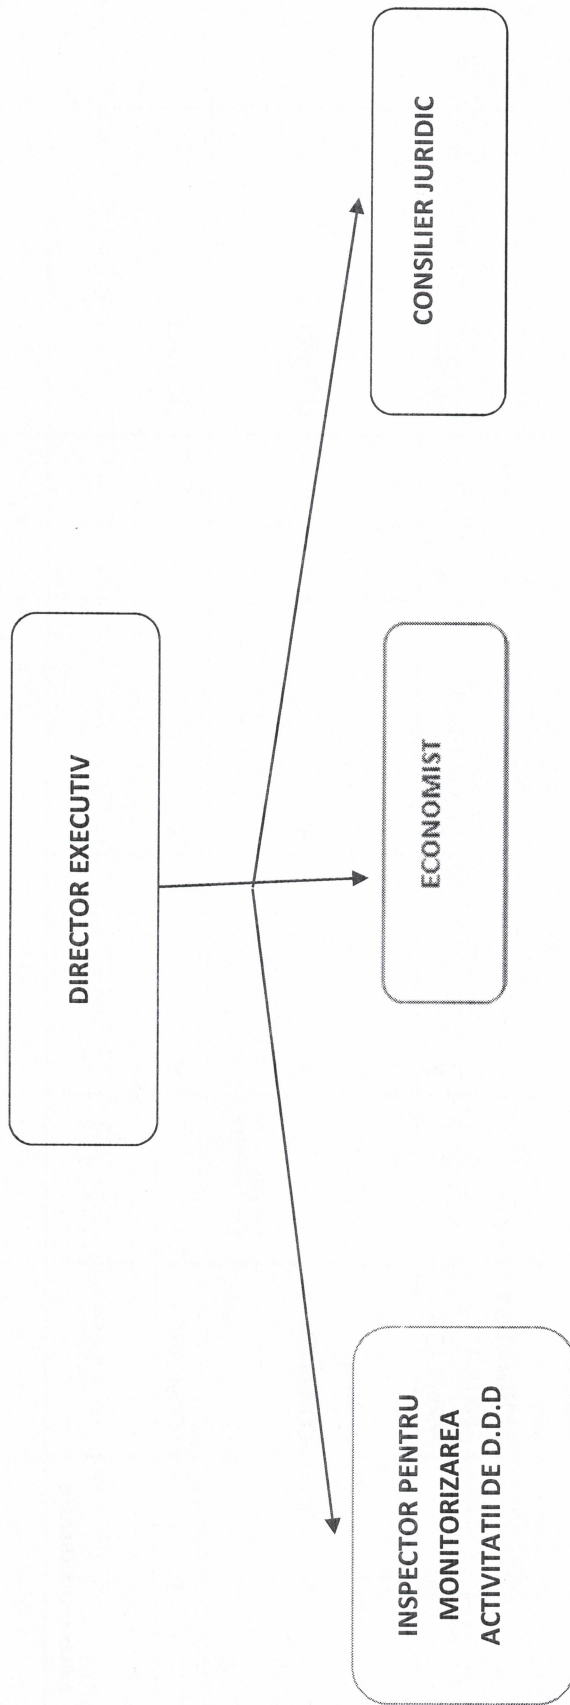 DIRECTOR EXECUTIV
INSPECTOR PENTRU
MONITORIZAREA
ACTIVITATII DE D.D.D
ECONOMIST
CONSILIER JURIDIC